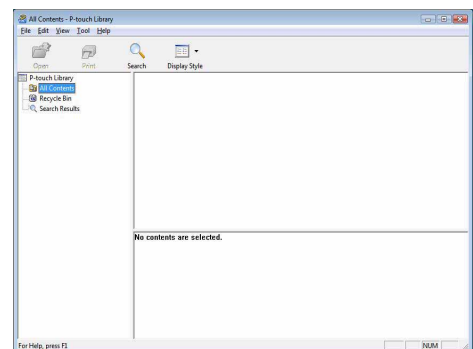 All Contents - P-touch Library
File Edit View Tool Help
Open Print Search Display Style
P-touch Library
All Contents
Recycle Bin
Search Results
No contents are selected.
For Help, press F1
NUM